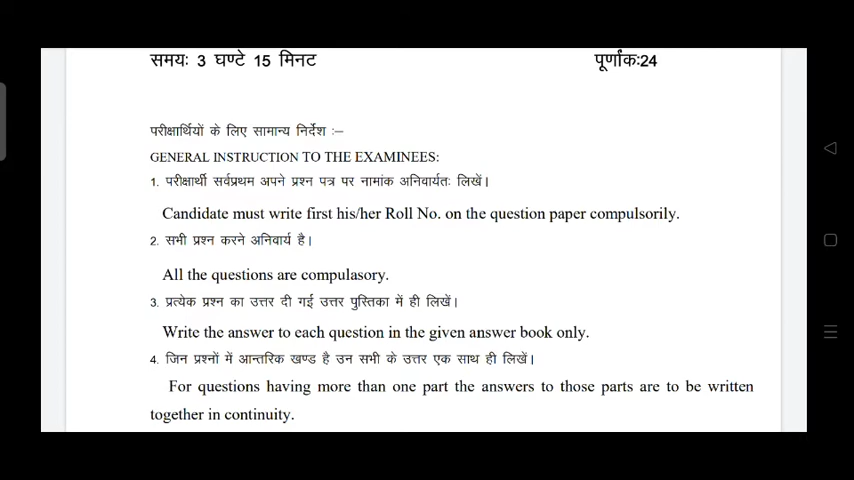 समयः 3 घण्टे 15 मिनट पूर्णांक:24
परीक्षार्थियों के लिए सामान्य निर्देश :–
GENERAL INSTRUCTION TO THE EXAMINEES:
1. परीक्षार्थी सर्वप्रथम अपने प्रश्न पत्र पर नामांक अनिवार्यतः लिखें।
Candidate must write first his/her Roll No. on the question paper compulsorily.
2. सभी प्रश्न करने अनिवार्य है।
All the questions are compulasory.
3. प्रत्येक प्रश्न का उत्तर दी गई उत्तर पुस्तिका में ही लिखें।
Write the answer to each question in the given answer book only.
4. जिन प्रश्नों में आन्तरिक खण्ड है उन सभी के उत्तर एक साथ ही लिखें।
For questions having more than one part the answers to those parts are to be written
together in continuity.